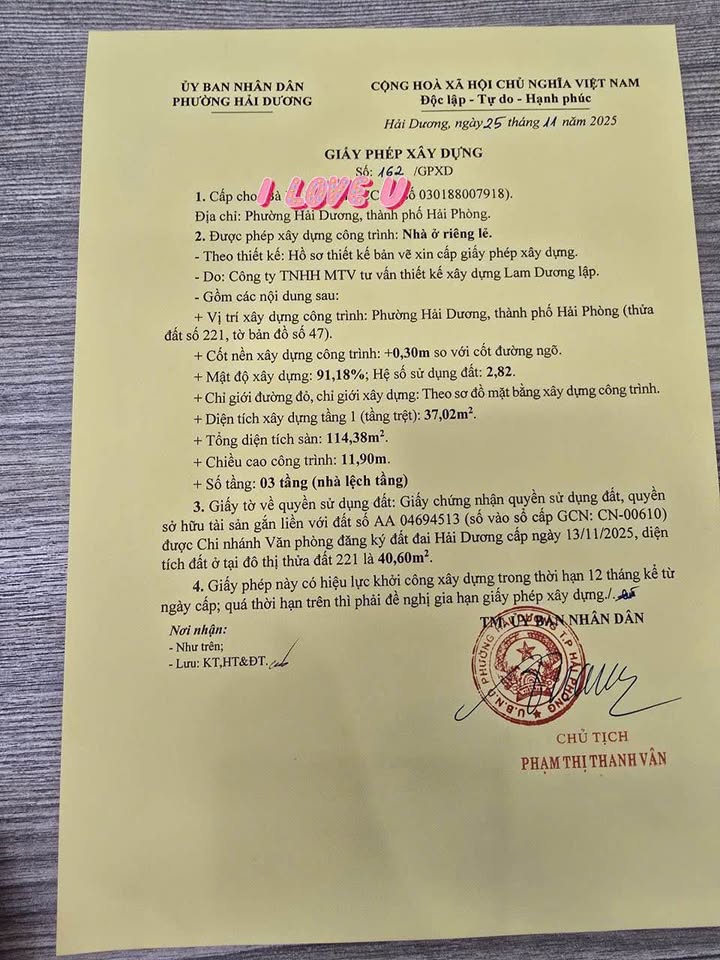 ỦY BAN NHÂN DÂN
PHƯỜNG HẢI DƯƠNG
CỘNG HOÀ XÃ HỘI CHỦ NGHĨA VIỆT NAM
Độc lập - Tự do - Hạnh phúc
Hải Dương, ngày 25 tháng 11 năm 2025
GIẤY PHÉP XÂY DỰNG
Số: 162 /GPXD
1. Cấp cho: Bà I LOVE U số 030188007918).
Địa chỉ: Phường Hải Dương, thành phố Hải Phòng.
2. Được phép xây dựng công trình: Nhà ở riêng lẻ.
- Theo thiết kế: Hồ sơ thiết kế bản vẽ xin cấp giấy phép xây dựng.
- Do: Công ty TNHH MTV tư vấn thiết kế xây dựng Lam Dương lập.
- Gồm các nội dung sau:
+ Vị trí xây dựng công trình: Phường Hải Dương, thành phố Hải Phòng (thửa
đất số 221, tờ bản đồ số 47).
+ Cốt nền xây dựng công trình: +0,30m so với cốt đường ngõ.
+ Mật độ xây dựng: 91,18%; Hệ số sử dụng đất: 2,82.
+ Chỉ giới đường đỏ, chỉ giới xây dựng: Theo sơ đồ mặt bằng xây dựng công trình.
+ Diện tích xây dựng tầng 1 (tầng trệt): 37,02m².
+ Tổng diện tích sàn: 114,38m².
+ Chiều cao công trình: 11,90m.
+ Số tầng: 03 tầng (nhà lệch tầng)
3. Giấy tờ về quyền sử dụng đất: Giấy chứng nhận quyền sử dụng đất, quyền
sở hữu tài sản gắn liền với đất số AA 04694513 (số vào sổ cấp GCN: CN-00610)
được Chi nhánh Văn phòng đăng ký đất đai Hải Dương cấp ngày 13/11/2025, diện
tích đất ở tại đô thị thửa đất 221 là 40,60m².
4. Giấy phép này có hiệu lực khởi công xây dựng trong thời hạn 12 tháng kể từ
ngày cấp; quá thời hạn trên thì phải đề nghị gia hạn giấy phép xây dựng./.
Nơi nhận:
- Như trên;
- Lưu: KT,HT&ĐT.
TM. ỦY BAN NHÂN DÂN
U.B.N.D PHƯỜNG HẢI DƯƠNG T.P HẢI PHÒNG
CHỦ TỊCH
PHẠM THỊ THANH VÂN